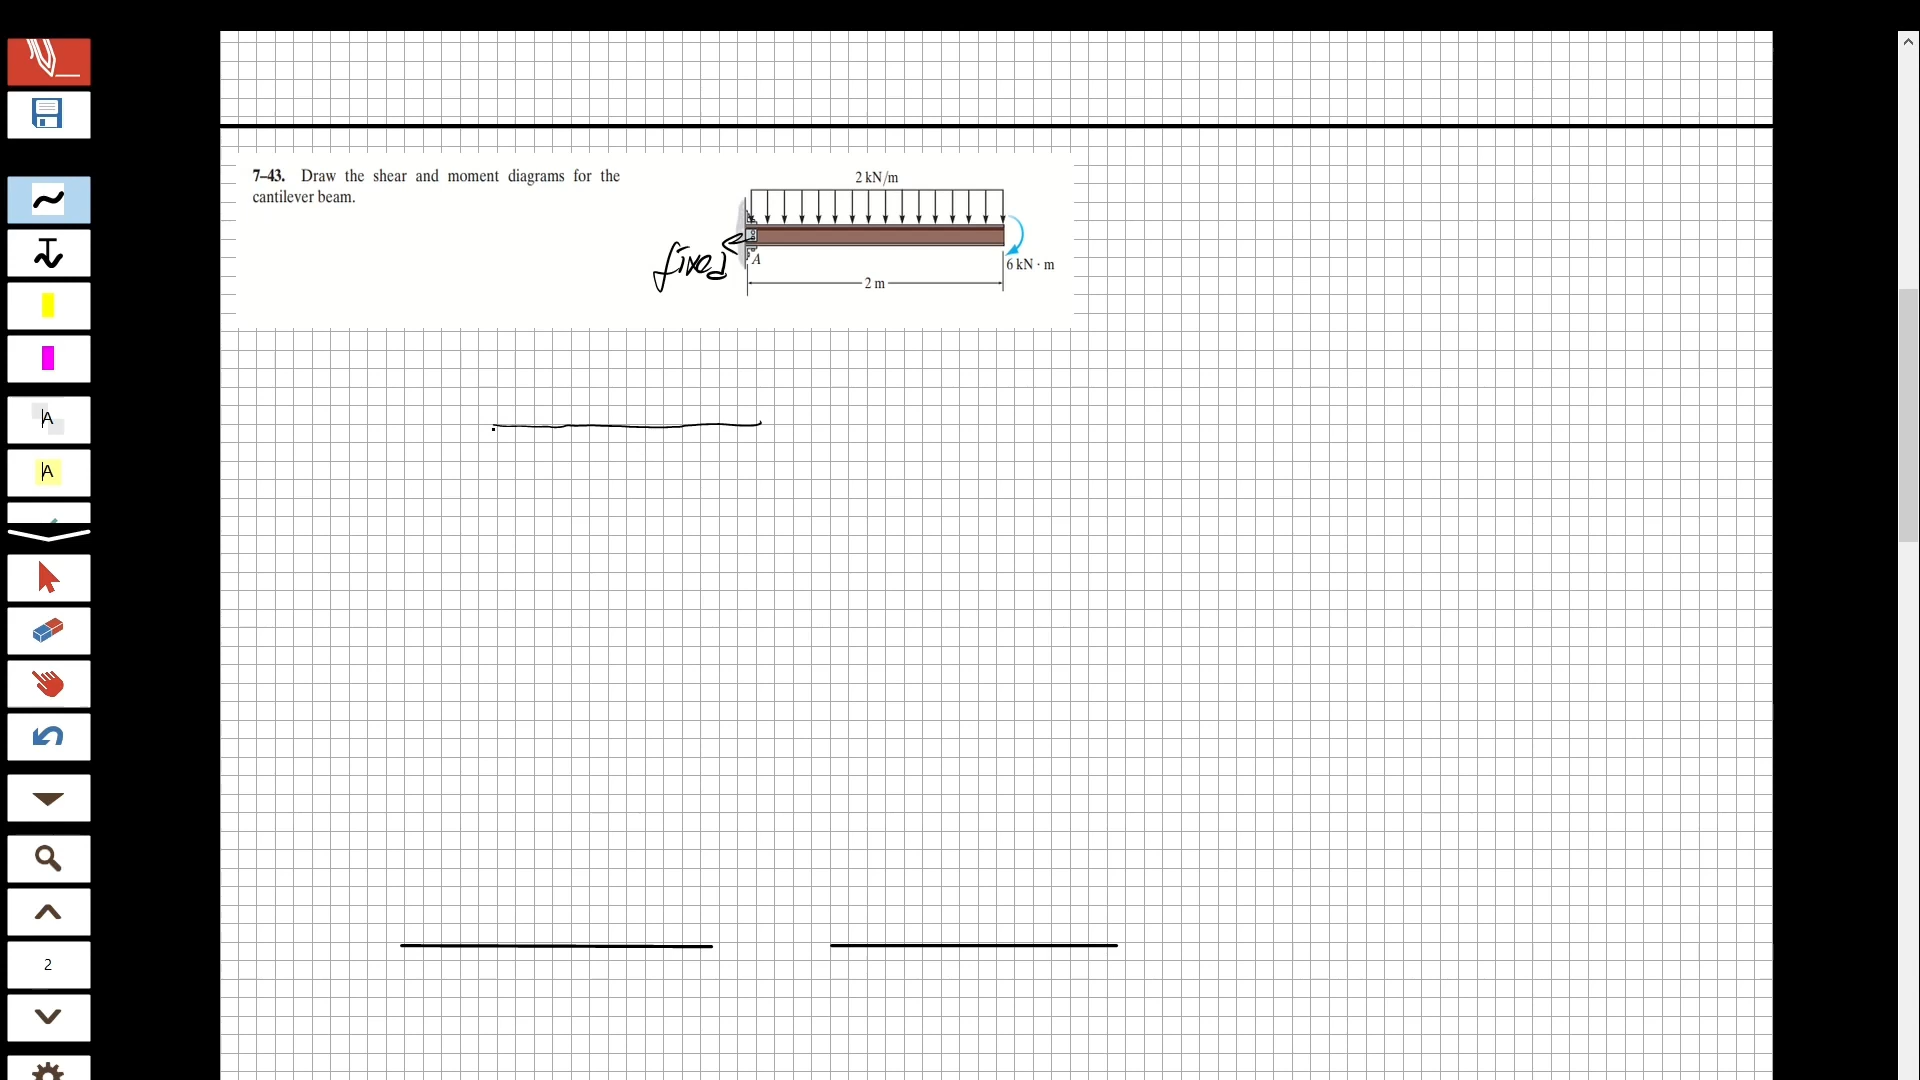 7–43. Draw the shear and moment diagrams for the
cantilever beam.
2 kN/m
fixed
A
6 kN · m
2 m
A
A
2